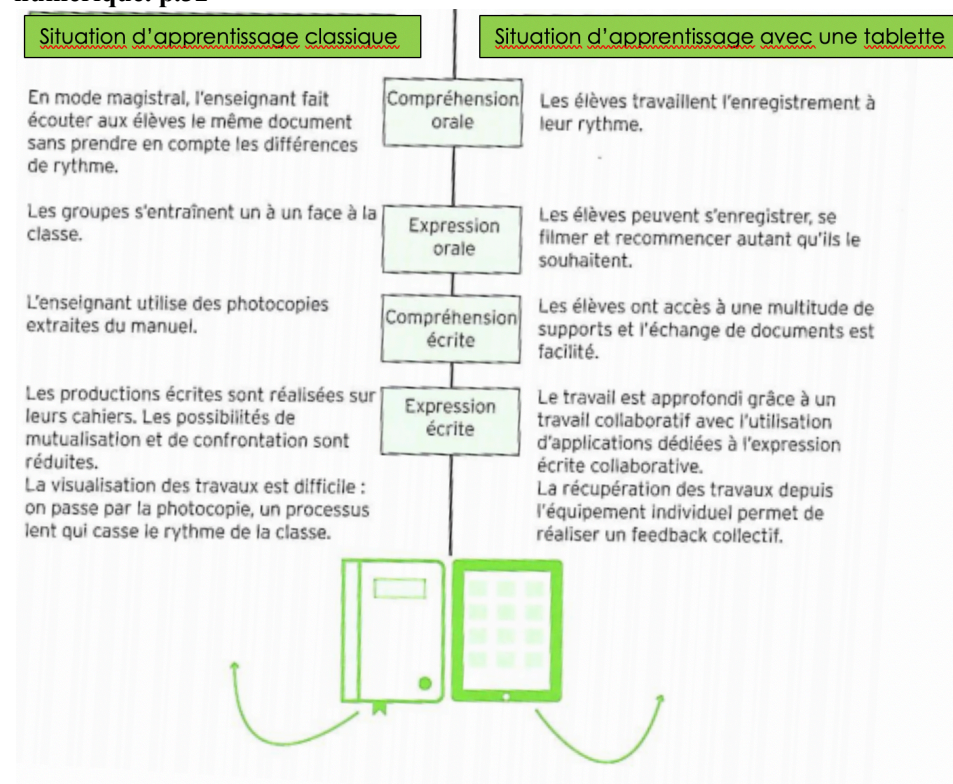 numérique. p.52
Situation d'apprentissage classique
Situation d'apprentissage avec une tablette
En mode magistral, l'enseignant fait
écouter aux élèves le même document
sans prendre en compte les différences
de rythme.
Compréhension
orale
Les élèves travaillent l'enregistrement à
leur rythme.
Les groupes s'entraînent un à un face à la
classe.
Expression
orale
Les élèves peuvent s'enregistrer, se
filmer et recommencer autant qu'ils le
souhaitent.
L'enseignant utilise des photocopies
extraites du manuel.
Compréhension
écrite
Les élèves ont accès à une multitude de
supports et l'échange de documents est
facilité.
Les productions écrites sont réalisées sur
leurs cahiers. Les possibilités de
mutualisation et de confrontation sont
réduites.
La visualisation des travaux est difficile :
on passe par la photocopie, un processus
lent qui casse le rythme de la classe.
Expression
écrite
Le travail est approfondi grâce à un
travail collaboratif avec l'utilisation
d'applications dédiées à l'expression
écrite collaborative.
La récupération des travaux depuis
l'équipement individuel permet de
réaliser un feedback collectif.